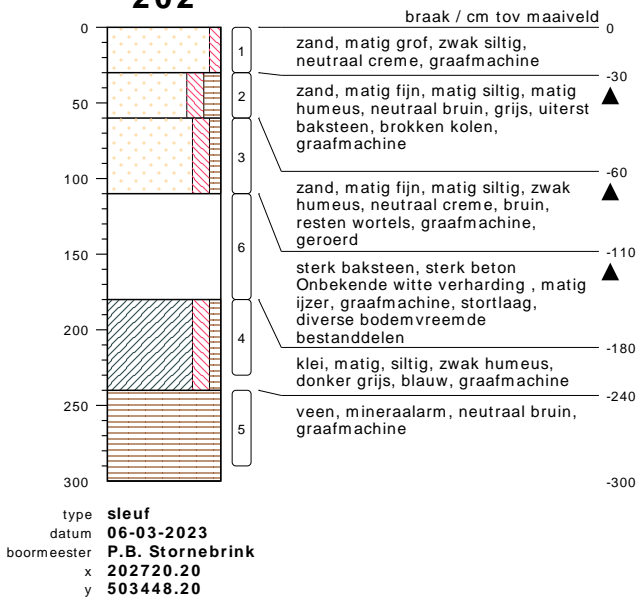 202
braak / cm tov maaiveld
0
0
1
zand, matig grof, zwak siltig,
neutraal creme, graafmachine
-30
50
2
zand, matig fijn, matig siltig, matig
humeus, neutraal bruin, grijs, uiterst
baksteen, brokken kolen,
graafmachine
-60
100
3
zand, matig fijn, matig siltig, zwak
humeus, neutraal creme, bruin,
resten wortels, graafmachine,
geroerd
-110
150
6
sterk baksteen, sterk beton
Onbekende witte verharding , matig
ijzer, graafmachine, stortlaag,
diverse bodemvreemde
bestanddelen
-180
200
4
klei, matig, siltig, zwak humeus,
donker grijs, blauw, graafmachine
-240
250
5
veen, mineraalarm, neutraal bruin,
graafmachine
300
-300
type sleuf
datum 06-03-2023
boormeester P.B. Stornebrink
x 202720.20
y 503448.20